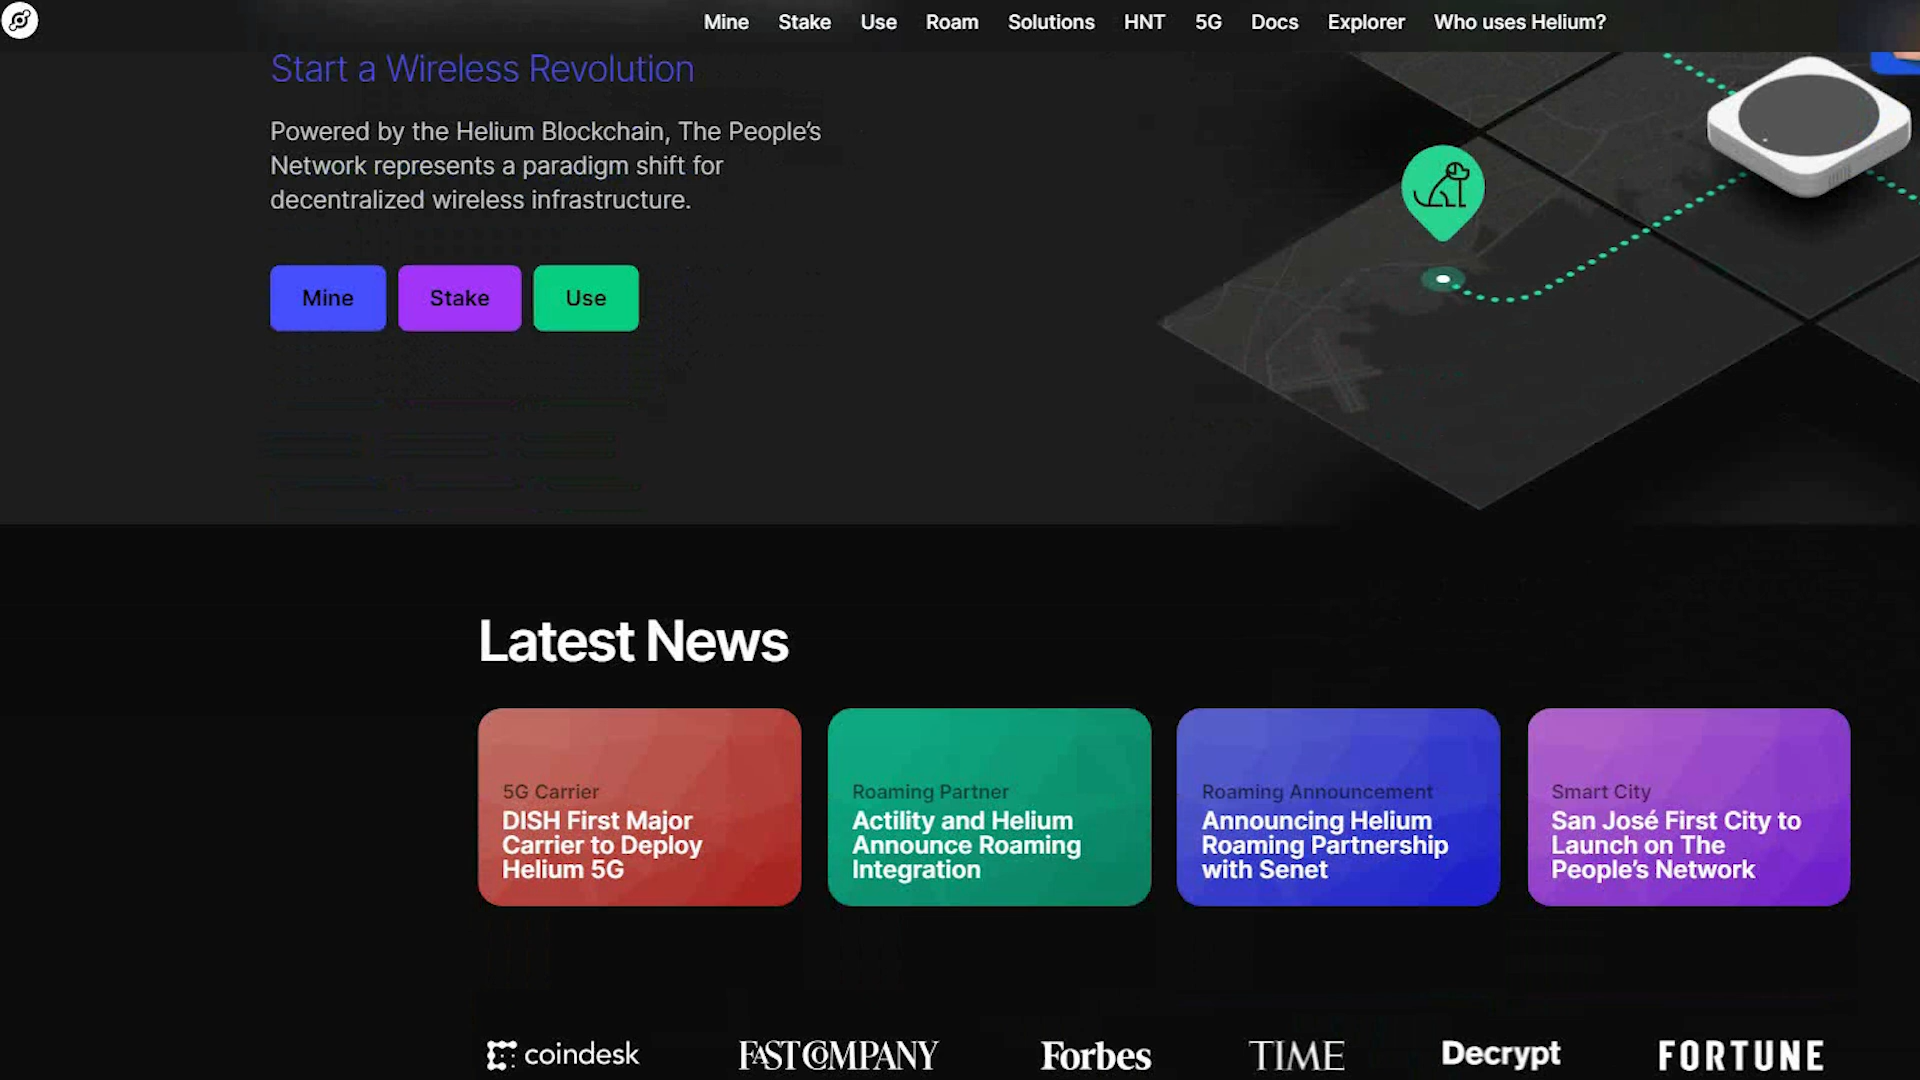 Mine Stake Use Roam Solutions HNT 5G Docs Explorer Who uses Helium?
Start a Wireless Revolution
Powered by the Helium Blockchain, The People’s
Network represents a paradigm shift for
decentralized wireless infrastructure.
Mine Stake Use
Latest News
5G Carrier
DISH First Major
Carrier to Deploy
Helium 5G
Roaming Partner
Actility and Helium
Announce Roaming
Integration
Roaming Announcement
Announcing Helium
Roaming Partnership
with Senet
Smart City
San José First City to
Launch on The
People’s Network
coindesk FAST COMPANY Forbes TIME Decrypt FORTUNE